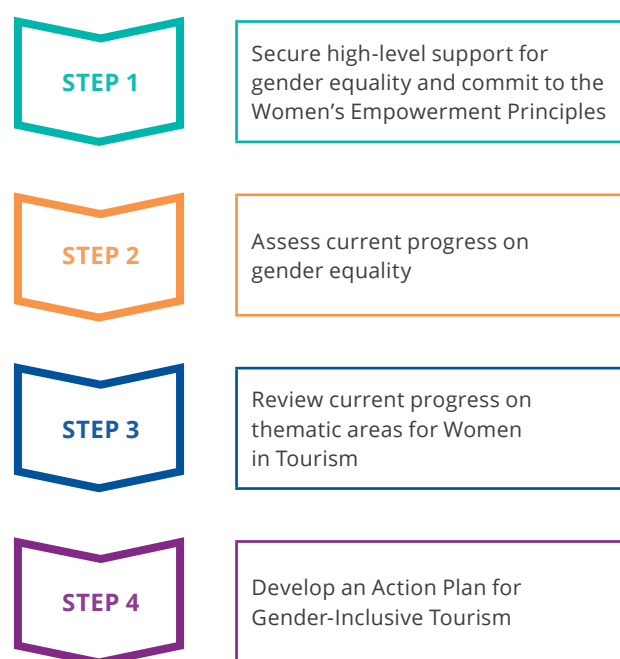 STEP 1
Secure high-level support for
gender equality and commit to the
Women’s Empowerment Principles
STEP 2
Assess current progress on
gender equality
STEP 3
Review current progress on
thematic areas for Women
in Tourism
STEP 4
Develop an Action Plan for
Gender-Inclusive Tourism